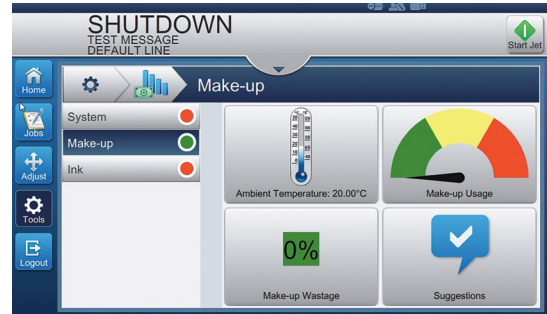 SHUTDOWN
TEST MESSAGE
DEFAULT LINE
Start Jet
Home
Jobs
Adjust
Tools
Logout
Make-up
System
Make-up
Ink
Ambient Temperature: 20.00°C
Make-up Usage
0%
Make-up Wastage
Suggestions